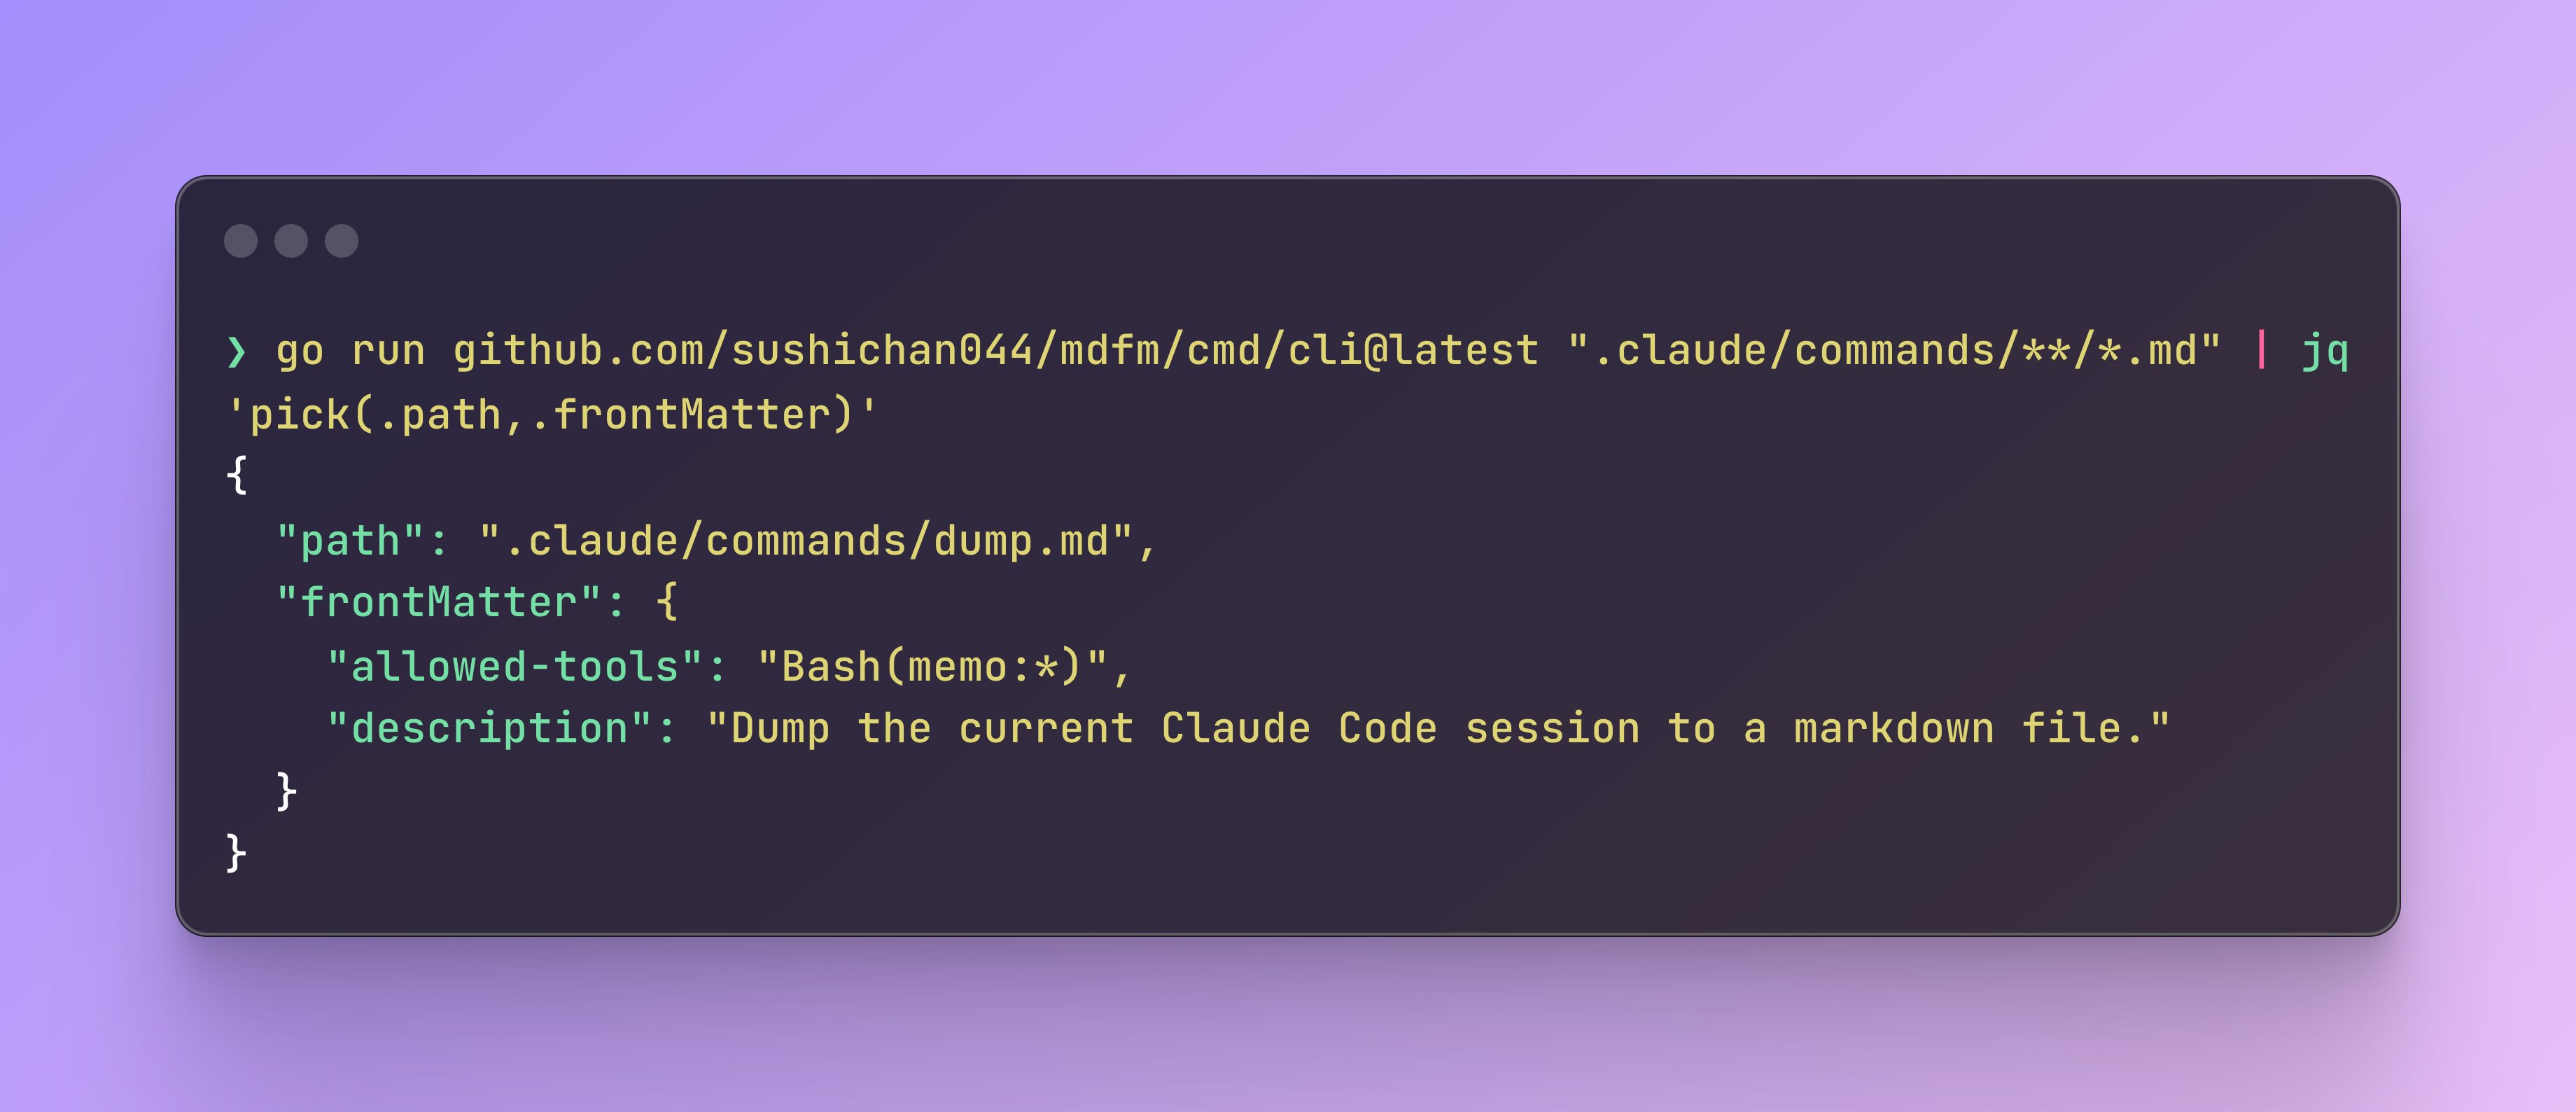 ❯ go run github.com/sushichan044/mdfm/cmd/cli@latest ".claude/commands/**/*.md" | jq
'pick(.path,.frontMatter)'
{
  "path": ".claude/commands/dump.md",
  "frontMatter": {
    "allowed-tools": "Bash(memo:*)",
    "description": "Dump the current Claude Code session to a markdown file."
  }
}